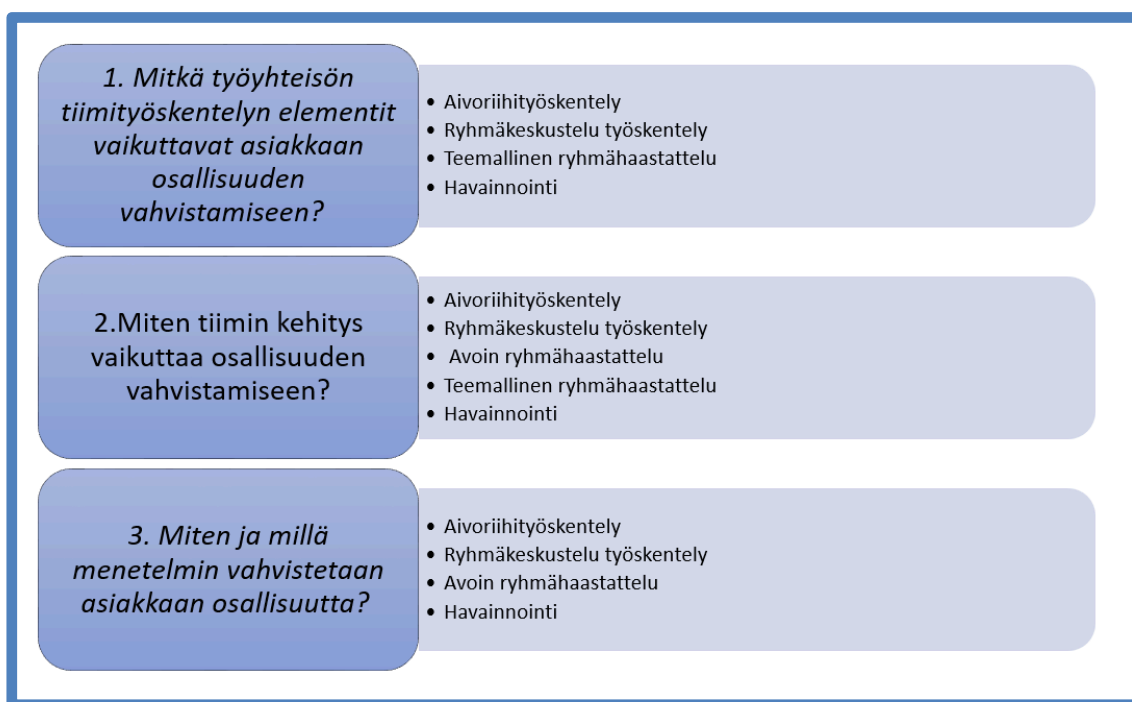 1. Mitkä työyhteisön
tiimityöskentelyn elementit
vaikuttavat asiakkaan
osallisuuden
vahvistamiseen?
• Aivoriihityöskentely
• Ryhmäkeskustelu työskentely
• Teemallinen ryhmähaastattelu
• Havainnointi
2.Miten tiimin kehitys
vaikuttaa osallisuuden
vahvistamiseen?
• Aivoriihityöskentely
• Ryhmäkeskustelu työskentely
• Avoin ryhmähaastattelu
• Teemallinen ryhmähaastattelu
• Havainnointi
3. Miten ja millä
menetelmin vahvistetaan
asiakkaan osallisuutta?
• Aivoriihityöskentely
• Ryhmäkeskustelu työskentely
• Avoin ryhmähaastattelu
• Havainnointi